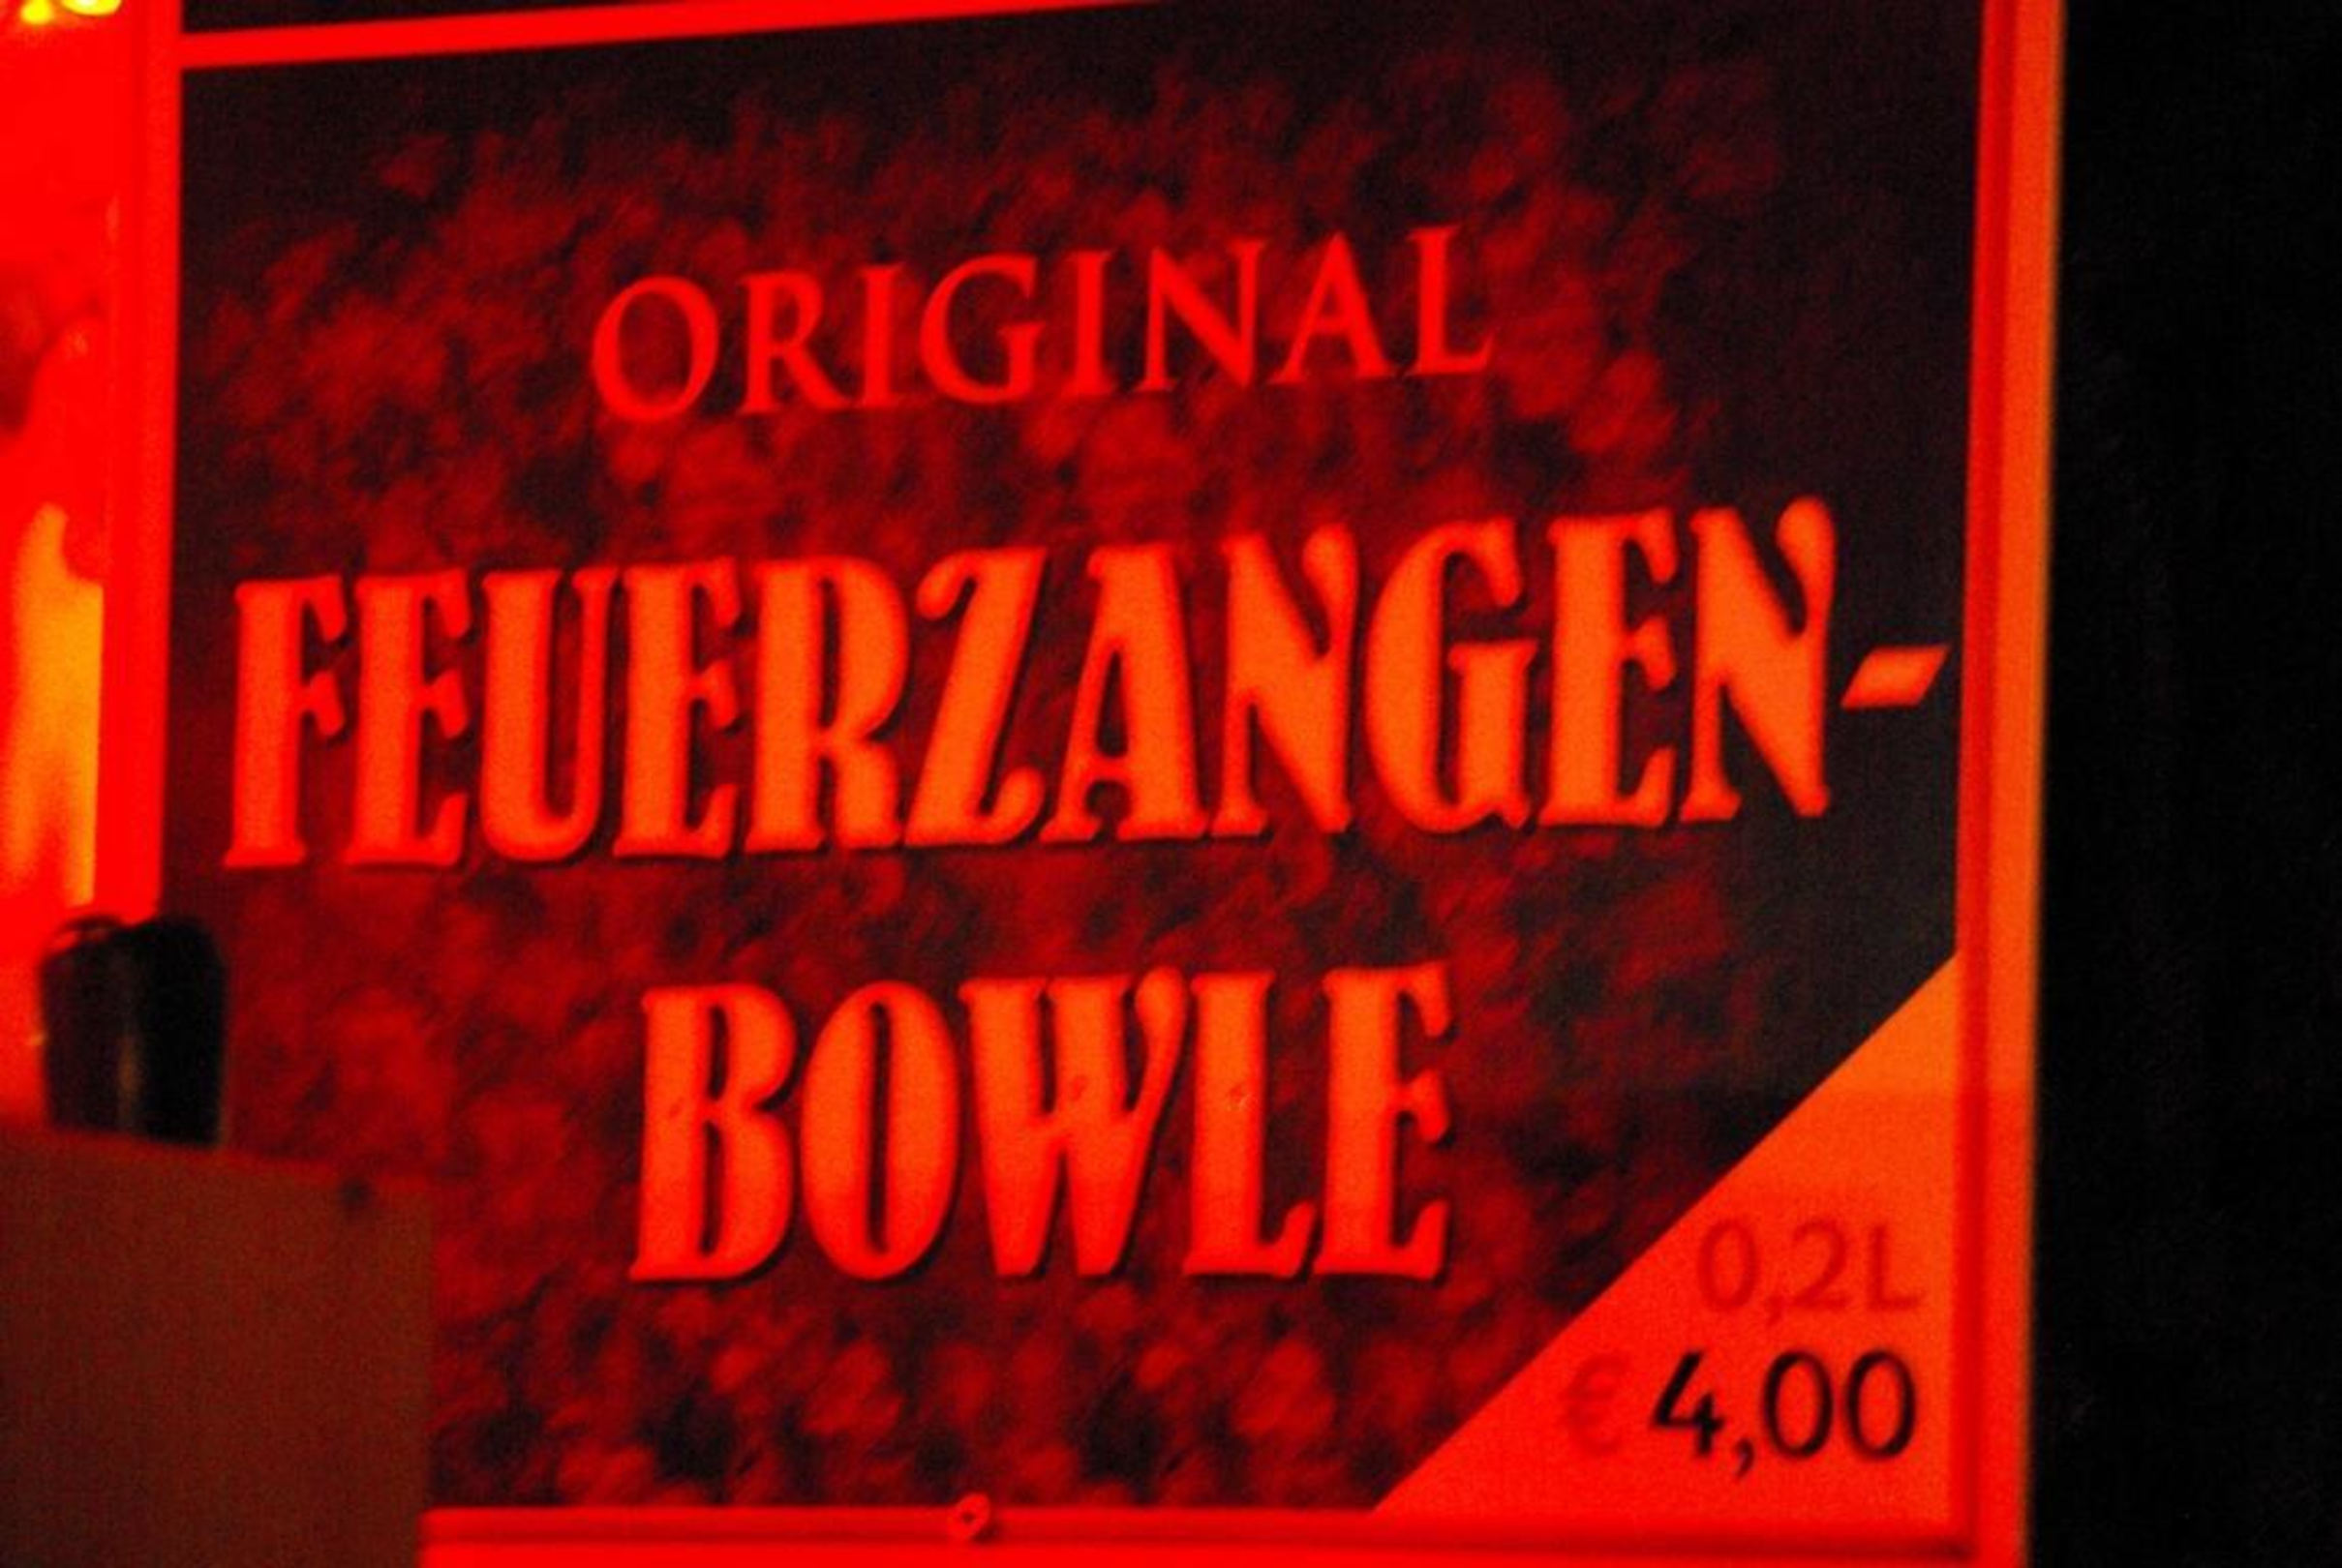 ORIGINAL
FEUERZANGEN-
BOWLE
0,2L
€ 4,00